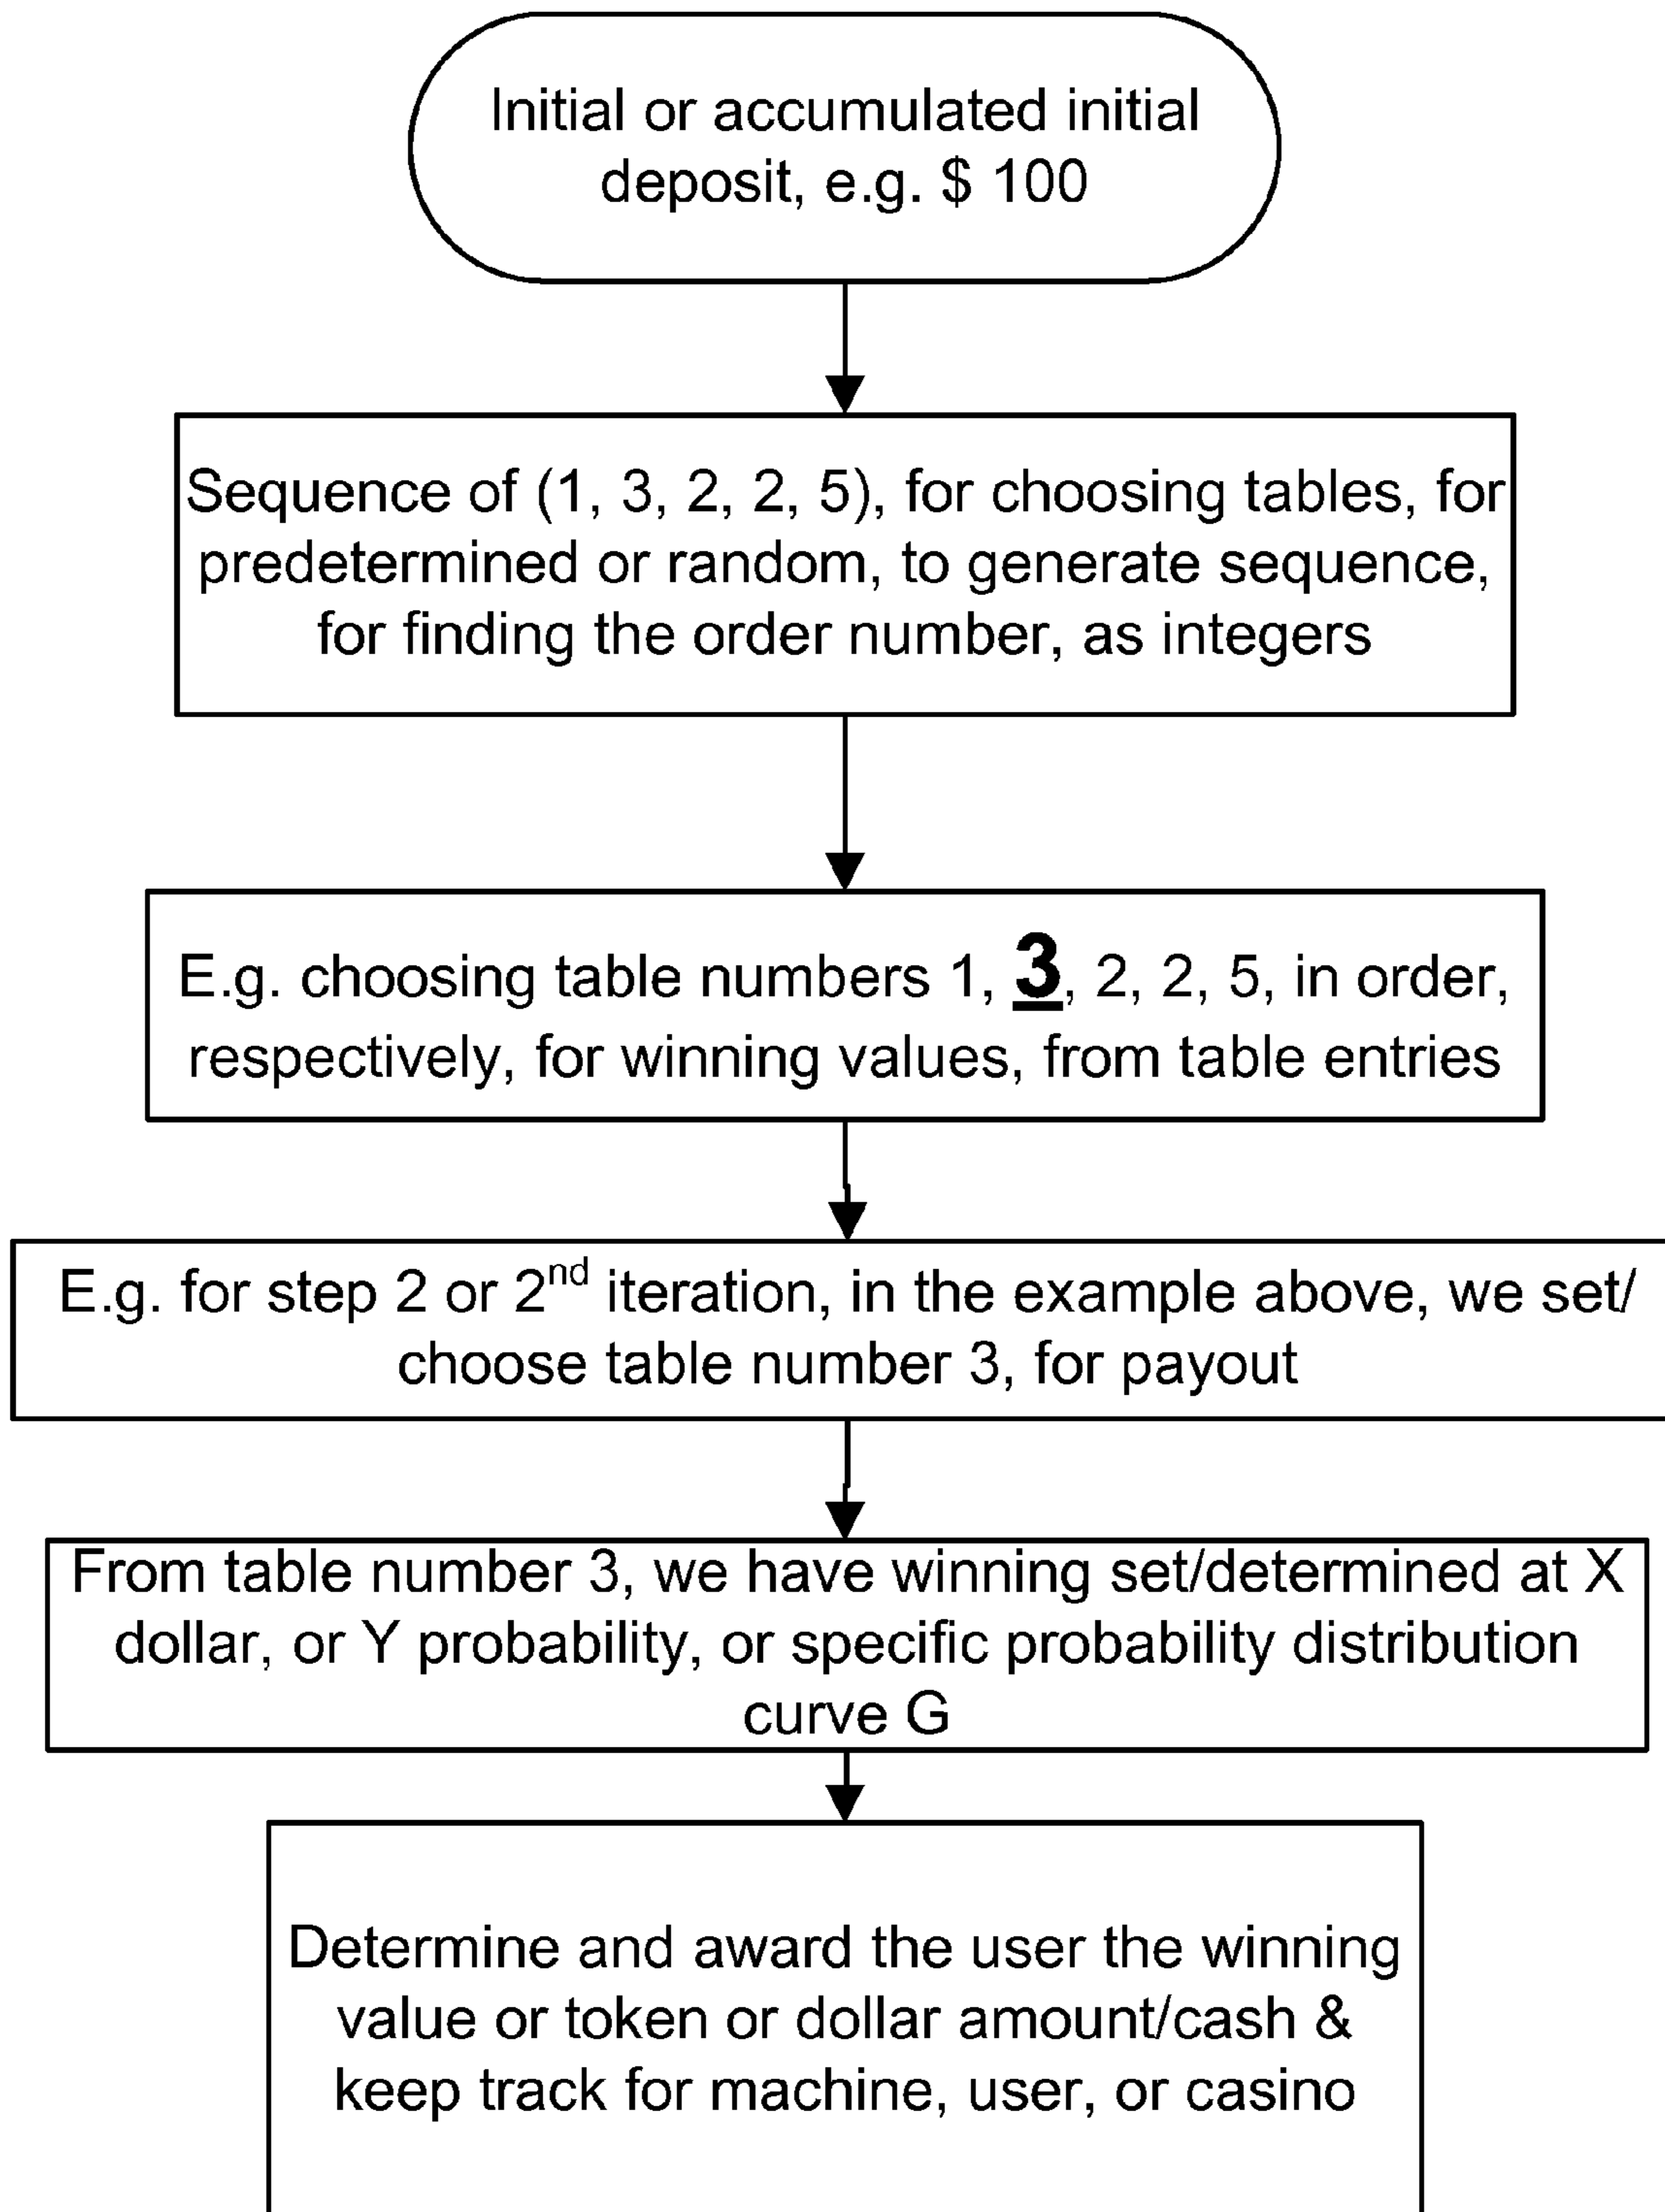 Initial or accumulated initial
deposit, e.g. $ 100
Sequence of (1, 3, 2, 2, 5), for choosing tables, for
predetermined or random, to generate sequence,
for finding the order number, as integers
E.g. choosing table numbers 1, 3, 2, 2, 5, in order,
respectively, for winning values, from table entries
E.g. for step 2 or 2nd iteration, in the example above, we set/
choose table number 3, for payout
From table number 3, we have winning set/determined at X
dollar, or Y probability, or specific probability distribution
curve G
Determine and award the user the winning
value or token or dollar amount/cash &
keep track for machine, user, or casino